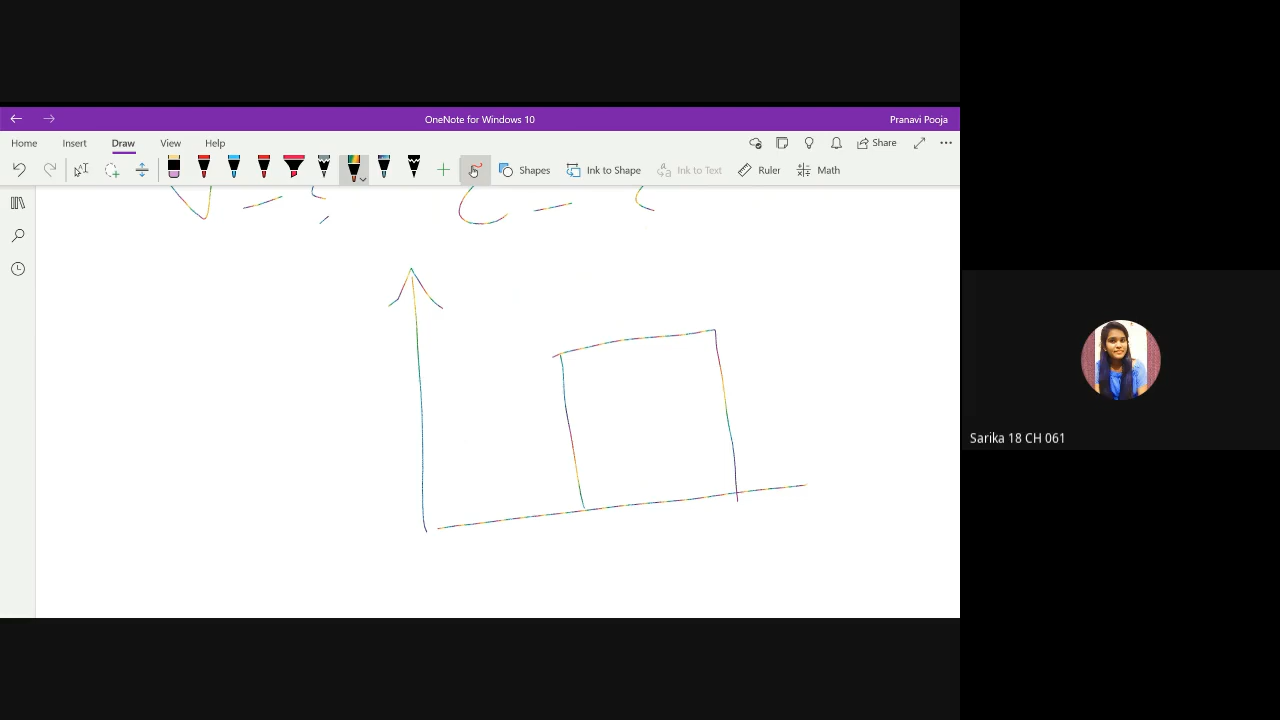 OneNote for Windows 10
Pranavi Pooja
Home Insert Draw View Help
Share
Shapes Ink to Shape Ink to Text Ruler Math
Sarika 18 CH 061